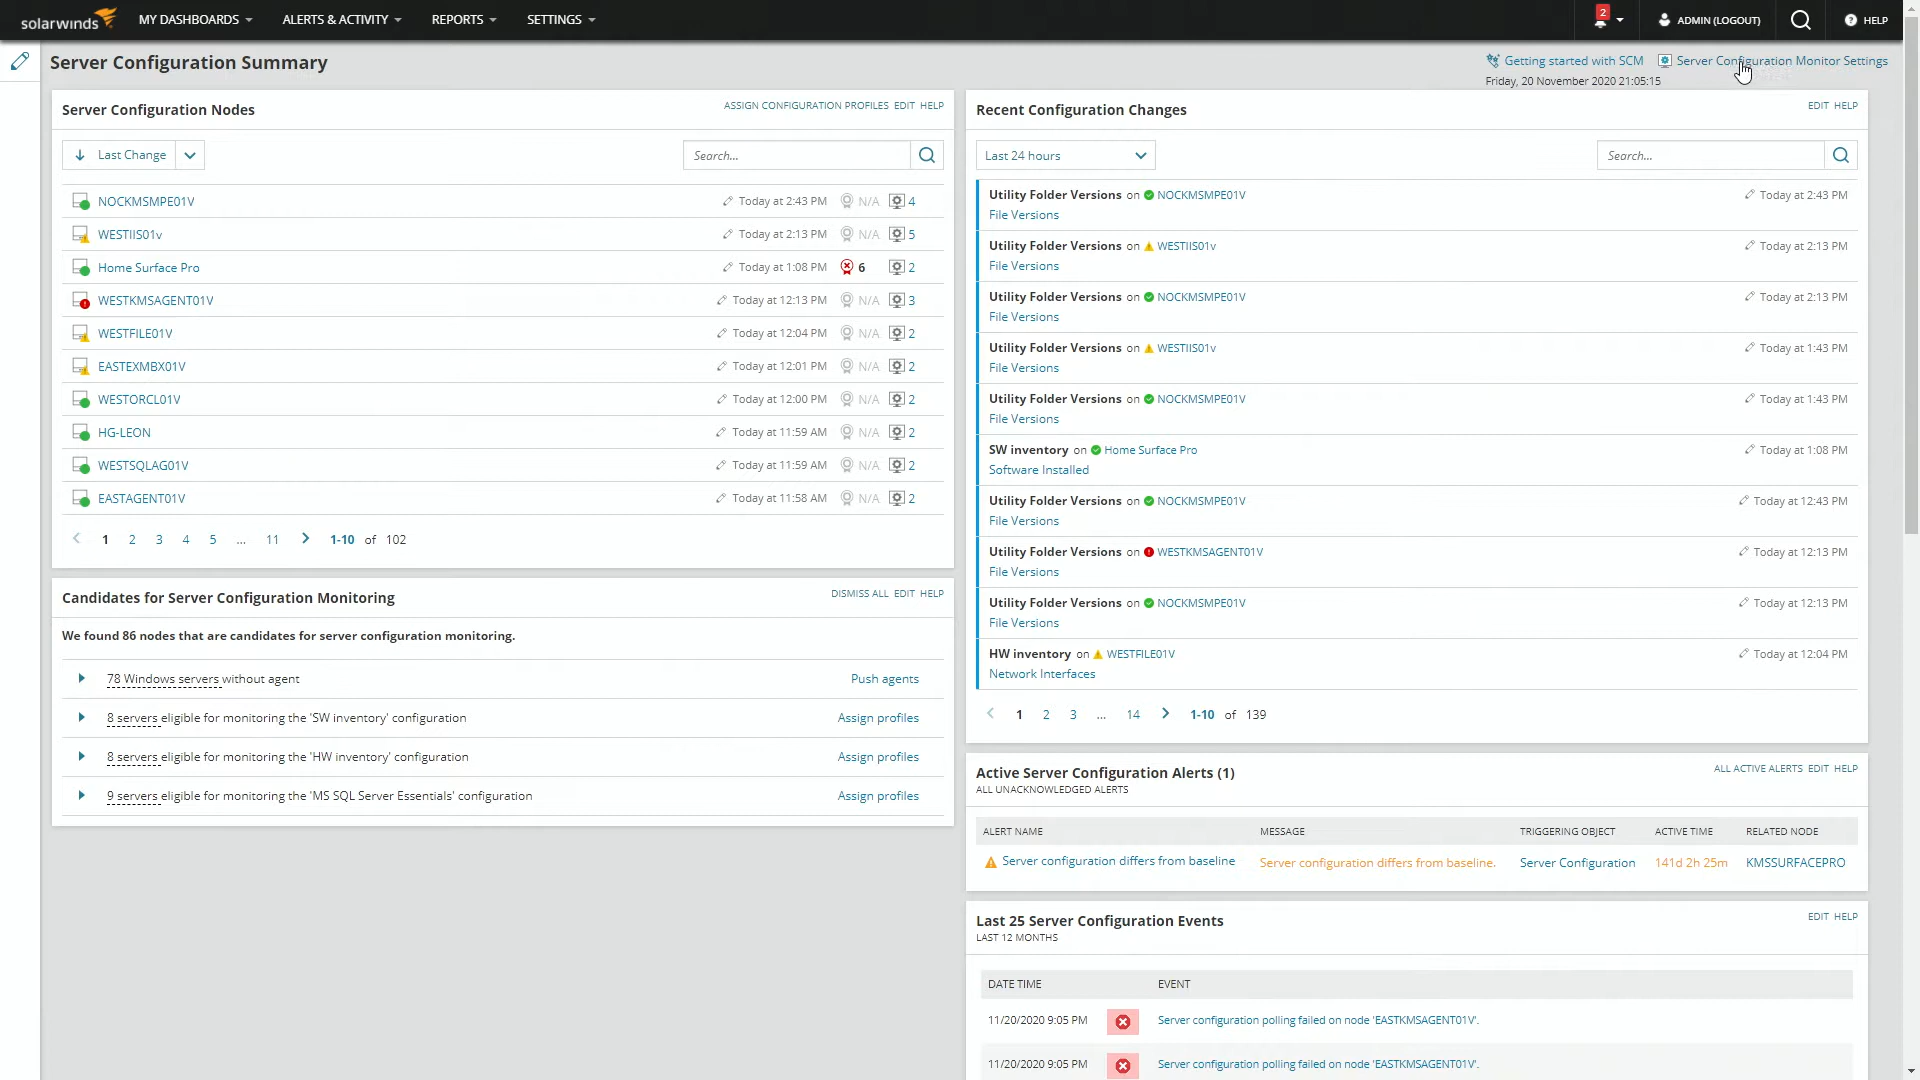 solarwinds MY DASHBOARDS ALERTS & ACTIVITY REPORTS SETTINGS 2 ADMIN (LOGOUT) HELP
Server Configuration Summary
Getting started with SCM Server Configuration Monitor Settings
Friday, 20 November 2020 21:05:15
Server Configuration Nodes
ASSIGN CONFIGURATION PROFILES EDIT HELP
Last Change Search...
NOCKMSMPE01V Today at 2:43 PM N/A 4
WESTIIS01v Today at 2:13 PM N/A 5
Home Surface Pro Today at 1:08 PM 6 2
WESTKMSAGENT01V Today at 12:13 PM N/A 3
WESTFILE01V Today at 12:04 PM N/A 2
EASTEXMBX01V Today at 12:01 PM N/A 2
WESTORCL01V Today at 12:00 PM N/A 2
HG-LEON Today at 11:59 AM N/A 2
WESTSQLAG01V Today at 11:59 AM N/A 2
EASTAGENT01V Today at 11:58 AM N/A 2
1 2 3 4 5 ... 11 1-10 of 102
Candidates for Server Configuration Monitoring
DISMISS ALL EDIT HELP
We found 86 nodes that are candidates for server configuration monitoring.
78 Windows servers without agent Push agents
8 servers eligible for monitoring the 'SW inventory' configuration Assign profiles
8 servers eligible for monitoring the 'HW inventory' configuration Assign profiles
9 servers eligible for monitoring the 'MS SQL Server Essentials' configuration Assign profiles
Recent Configuration Changes
EDIT HELP
Last 24 hours Search...
Utility Folder Versions on NOCKMSMPE01V Today at 2:43 PM
File Versions
Utility Folder Versions on WESTIIS01v Today at 2:13 PM
File Versions
Utility Folder Versions on NOCKMSMPE01V Today at 2:13 PM
File Versions
Utility Folder Versions on WESTIIS01v Today at 1:43 PM
File Versions
Utility Folder Versions on NOCKMSMPE01V Today at 1:43 PM
File Versions
SW inventory on Home Surface Pro Today at 1:08 PM
Software Installed
Utility Folder Versions on NOCKMSMPE01V Today at 12:43 PM
File Versions
Utility Folder Versions on WESTKMSAGENT01V Today at 12:13 PM
File Versions
Utility Folder Versions on NOCKMSMPE01V Today at 12:13 PM
File Versions
HW inventory on WESTFILE01V Today at 12:04 PM
Network Interfaces
1 2 3 ... 14 1-10 of 139
Active Server Configuration Alerts (1)
ALL ACTIVE ALERTS EDIT HELP
ALL UNACKNOWLEDGED ALERTS
ALERT NAME MESSAGE TRIGGERING OBJECT ACTIVE TIME RELATED NODE
Server configuration differs from baseline Server configuration differs from baseline. Server Configuration 141d 2h 25m KMSSURFACEPRO
Last 25 Server Configuration Events
EDIT HELP
LAST 12 MONTHS
DATE TIME EVENT
11/20/2020 9:05 PM Server configuration polling failed on node 'EASTKMSAGENT01V'.
11/20/2020 9:05 PM Server configuration polling failed on node 'EASTKMSAGENT01V'.